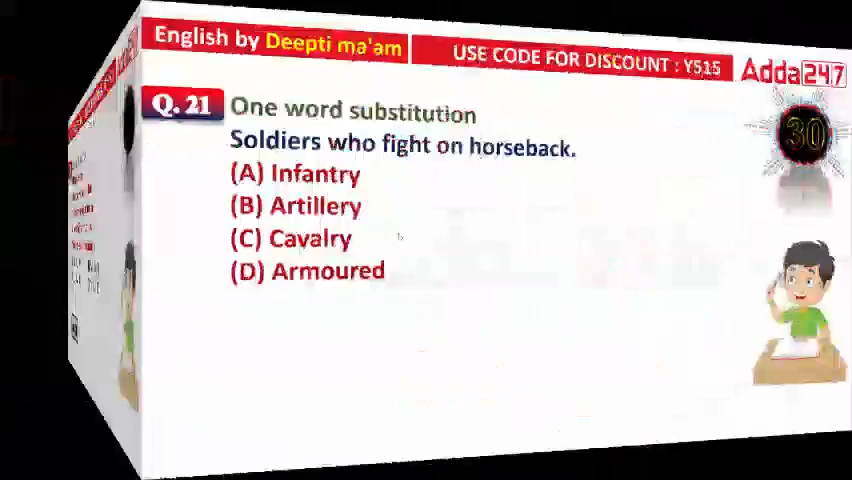 English by Deepti ma'am
USE CODE FOR DISCOUNT : Y515
Adda247
Q. 21 One word substitution
Soldiers who fight on horseback.
(A) Infantry
(B) Artillery
(C) Cavalry
(D) Armoured
30